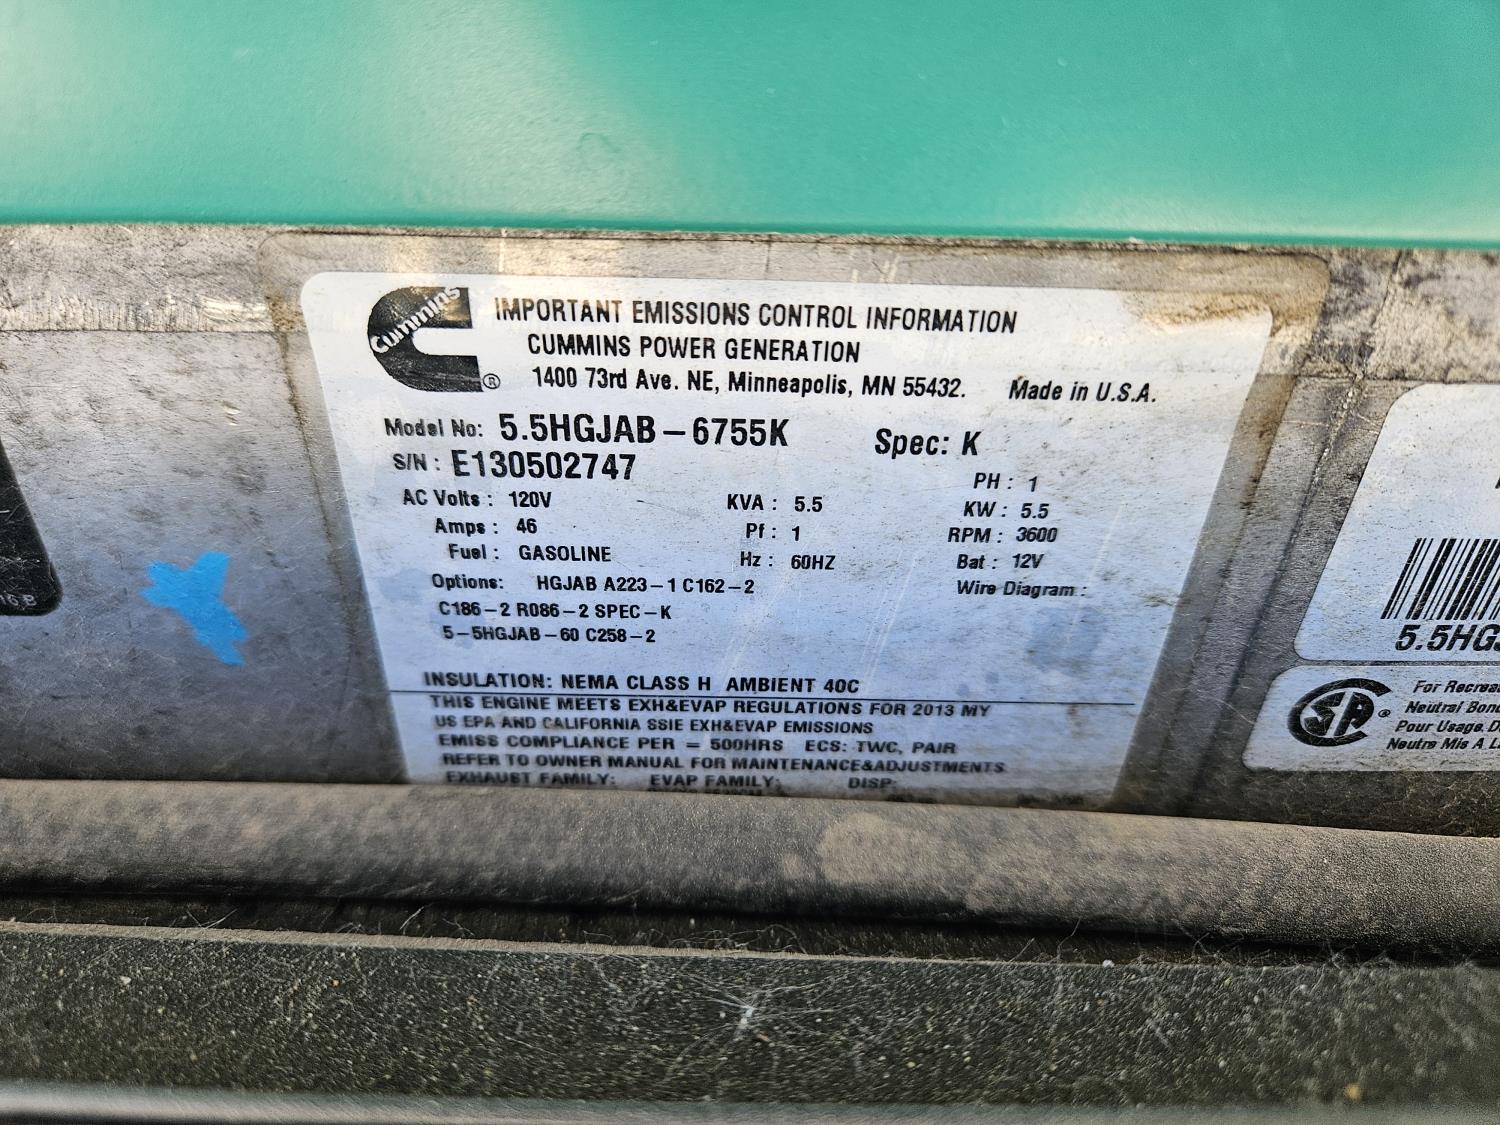 Cummins
IMPORTANT EMISSIONS CONTROL INFORMATION
CUMMINS POWER GENERATION
® 1400 73rd Ave. NE, Minneapolis, MN 55432. Made in U.S.A.
Model No: 5.5HGJAB-6755K Spec: K
S/N : E130502747 PH : 1
AC Volts : 120V KVA : 5.5 KW : 5.5
Amps : 46 Pf : 1 RPM : 3600
Fuel : GASOLINE Hz : 60HZ Bat : 12V
Options: HGJAB A223-1 C162-2 Wire Diagram :
C186-2 R086-2 SPEC-K
5-5HGJAB-60 C258-2
INSULATION: NEMA CLASS H AMBIENT 40C
THIS ENGINE MEETS EXH&EVAP REGULATIONS FOR 2013 MY
US EPA AND CALIFORNIA SSIE EXH&EVAP EMISSIONS
EMISS COMPLIANCE PER = 500HRS ECS: TWC, PAIR
REFER TO OWNER MANUAL FOR MAINTENANCE&ADJUSTMENTS
EXHAUST FAMILY: EVAP FAMILY: DISP:
16B
5.5HG
SA ®
For Recrea
Neutral Bon
Pour Usage D
Neutre Mis A L